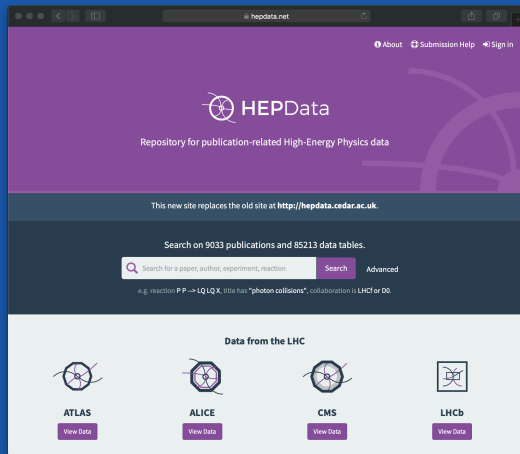 hepdata.net
About Submission Help Sign in
HEPData
Repository for publication-related High-Energy Physics data
This new site replaces the old site at http://hepdata.cedar.ac.uk.
Search on 9033 publications and 85213 data tables.
Search for a paper, author, experiment, reaction Search Advanced
e.g. reaction P P --> LQ LQ X, title has "photon collisions", collaboration is LHCf or D0.
Data from the LHC
ATLAS ALICE CMS LHCb
View Data View Data View Data View Data